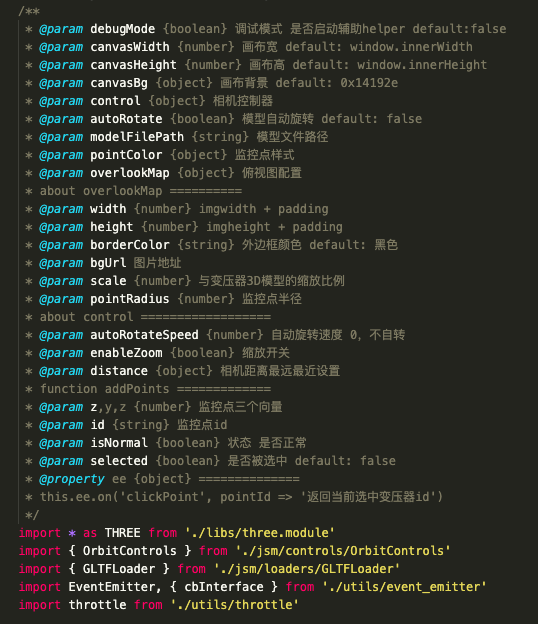 /**
* @param debugMode {boolean} 调试模式 是否启动辅助helper default:false
* @param canvasWidth {number} 画布宽 default: window.innerWidth
* @param canvasHeight {number} 画布高 default: window.innerHeight
* @param canvasBg {object} 画布背景 default: 0x14192e
* @param control {object} 相机控制器
* @param autoRotate {boolean} 模型自动旋转 default: false
* @param modelFilePath {string} 模型文件路径
* @param pointColor {object} 监控点样式
* @param overlookMap {object} 俯视图配置
* about overlookMap ==========
* @param width {number} imgwidth + padding
* @param height {number} imgheight + padding
* @param borderColor {string} 外边框颜色 default: 黑色
* @param bgUrl 图片地址
* @param scale {number} 与变压器3D模型的缩放比例
* @param pointRadius {number} 监控点半径
* about control ==================
* @param autoRotateSpeed {number} 自动旋转速度 0，不自转
* @param enableZoom {boolean} 缩放开关
* @param distance {object} 相机距离最远最近设置
* function addPoints =============
* @param z,y,z {number} 监控点三个向量
* @param id {string} 监控点id
* @param isNormal {boolean} 状态 是否正常
* @param selected {boolean} 是否被选中 default: false
* @property ee {object} ==============
* this.ee.on('clickPoint', pointId => '返回当前选中变压器id')
*/
import * as THREE from './libs/three.module'
import { OrbitControls } from './jsm/controls/OrbitControls'
import { GLTFLoader } from './jsm/loaders/GLTFLoader'
import EventEmitter, { cbInterface } from './utils/event_emitter'
import throttle from './utils/throttle'